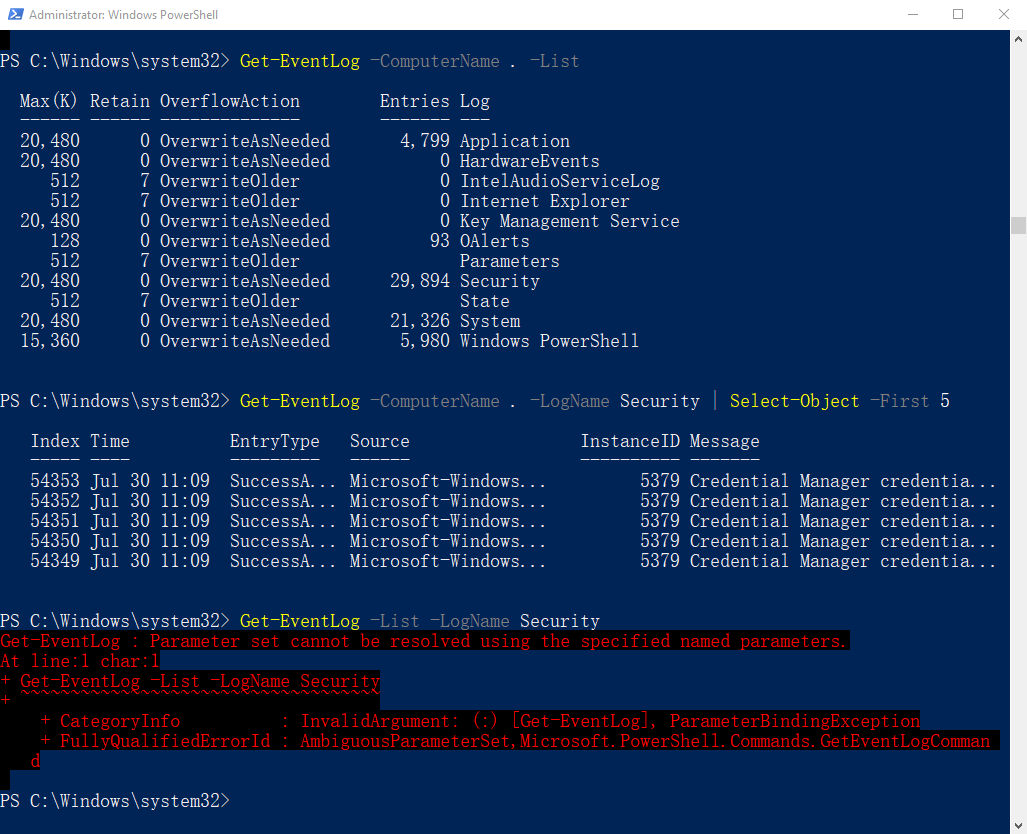 Administrator: Windows PowerShell
PS C:\Windows\system32> Get-EventLog -ComputerName . -List
Max(K) Retain OverflowAction Entries Log
------ ------ -------------- ------- ---
20,480 0 OverwriteAsNeeded 4,799 Application
20,480 0 OverwriteAsNeeded 0 HardwareEvents
512 7 OverwriteOlder 0 IntelAudioServiceLog
512 7 OverwriteOlder 0 Internet Explorer
20,480 0 OverwriteAsNeeded 0 Key Management Service
128 0 OverwriteAsNeeded 93 OAlerts
512 7 OverwriteOlder Parameters
20,480 0 OverwriteAsNeeded 29,894 Security
512 7 OverwriteOlder State
20,480 0 OverwriteAsNeeded 21,326 System
15,360 0 OverwriteAsNeeded 5,980 Windows PowerShell
PS C:\Windows\system32> Get-EventLog -ComputerName . -LogName Security | Select-Object -First 5
Index Time EntryType Source InstanceID Message
----- ---- --------- ------ ---------- -------
54353 Jul 30 11:09 SuccessA... Microsoft-Windows... 5379 Credential Manager credentia...
54352 Jul 30 11:09 SuccessA... Microsoft-Windows... 5379 Credential Manager credentia...
54351 Jul 30 11:09 SuccessA... Microsoft-Windows... 5379 Credential Manager credentia...
54350 Jul 30 11:09 SuccessA... Microsoft-Windows... 5379 Credential Manager credentia...
54349 Jul 30 11:09 SuccessA... Microsoft-Windows... 5379 Credential Manager credentia...
PS C:\Windows\system32> Get-EventLog -List -LogName Security
Get-EventLog : Parameter set cannot be resolved using the specified named parameters.
At line:1 char:1
+ Get-EventLog -List -LogName Security
+ ~~~~~~~~~~~~~~~~~~~~~~~~~~~~~~~~~~~~
+ CategoryInfo : InvalidArgument: (:) [Get-EventLog], ParameterBindingException
+ FullyQualifiedErrorId : AmbiguousParameterSet,Microsoft.PowerShell.Commands.GetEventLogComman
d
PS C:\Windows\system32>